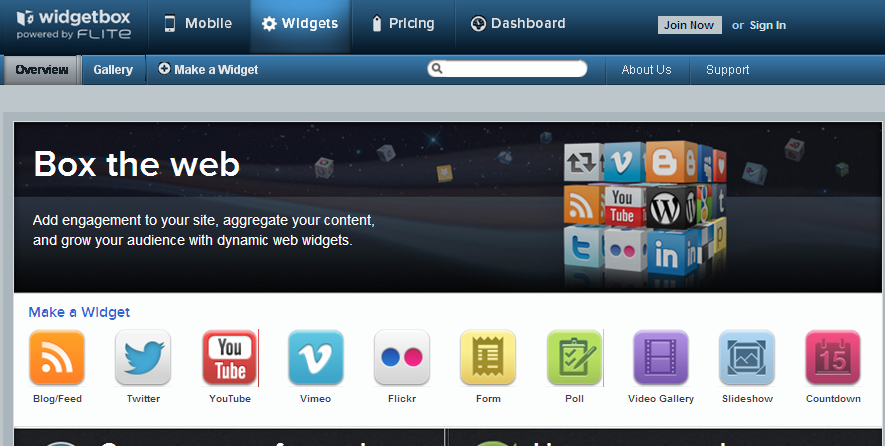 widgetbox
powered by FLITE
Mobile
Widgets
Pricing
Dashboard
Join Now or Sign In
Overview
Gallery
Make a Widget
About Us
Support
Box the web
Add engagement to your site, aggregate your content,
and grow your audience with dynamic web widgets.
You
Tube
in
Make a Widget
You
Tube
15
Blog/Feed
Twitter
YouTube
Vimeo
Flickr
Form
Poll
Video Gallery
Slideshow
Countdown